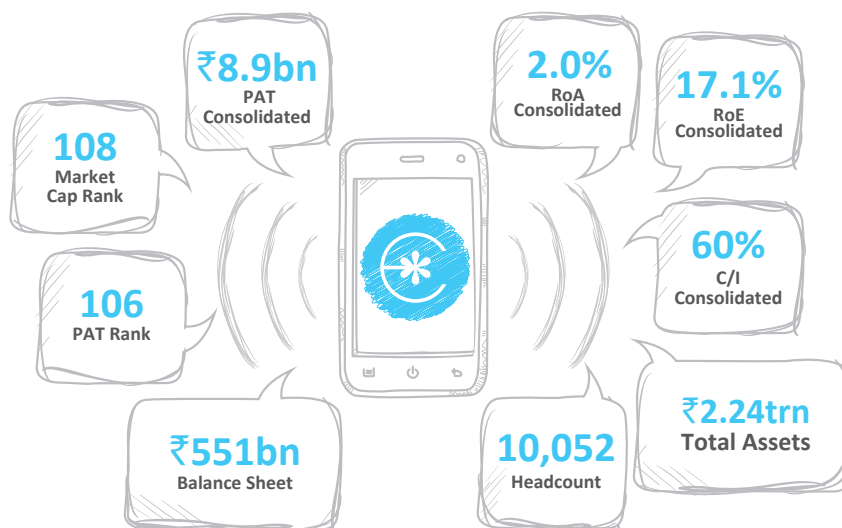 ₹8.9bn
PAT
Consolidated
2.0%
RoA
Consolidated
17.1%
RoE
Consolidated
108
Market
Cap Rank
60%
C/I
Consolidated
106
PAT Rank
₹2.24trn
Total Assets
₹551bn
Balance Sheet
10,052
Headcount